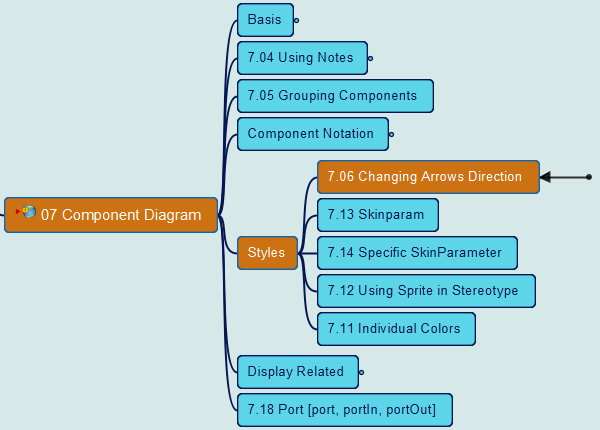 Basis
7.04 Using Notes
7.05 Grouping Components
Component Notation
7.06 Changing Arrows Direction
07 Component Diagram
7.13 Skinparam
Styles
7.14 Specific SkinParameter
7.12 Using Sprite in Stereotype
7.11 Individual Colors
Display Related
7.18 Port [port, portIn, portOut]